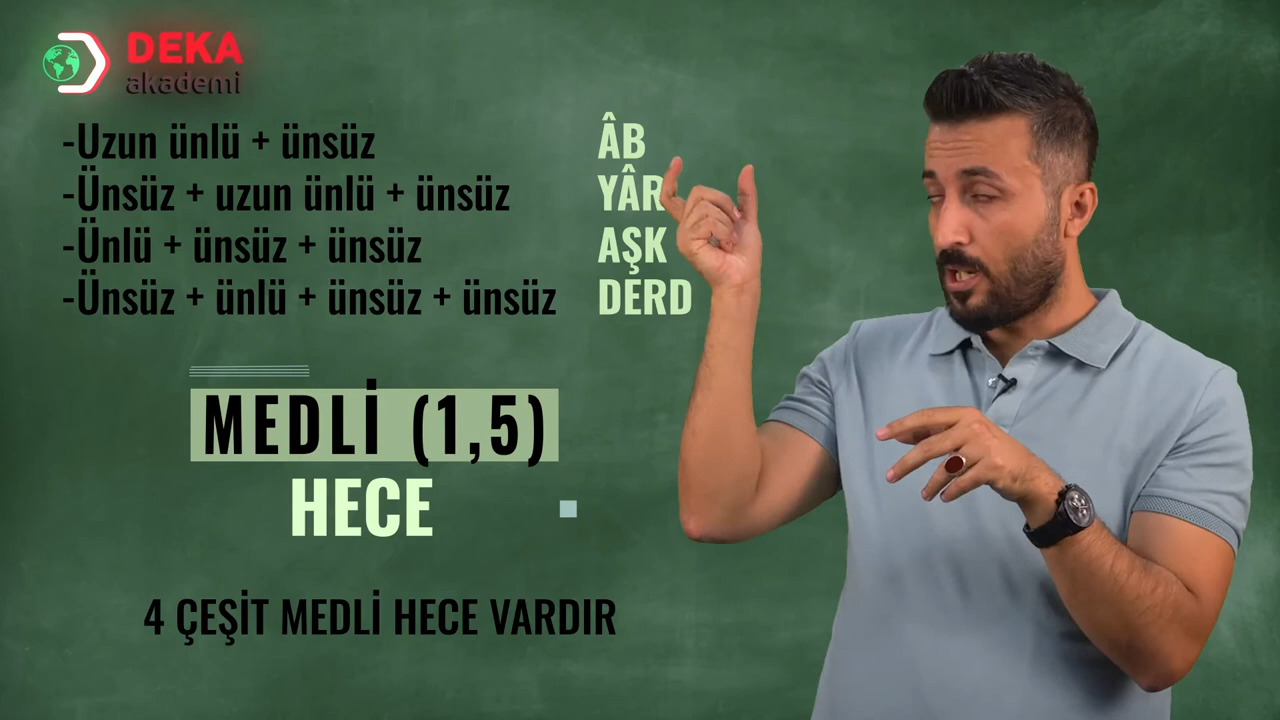 DEKA
akademi
-Uzun ünlü + ünsüz ÂB
-Ünsüz + uzun ünlü + ünsüz YÂR
-Ünlü + ünsüz + ünsüz AŞK
-Ünsüz + ünlü + ünsüz + ünsüz DERD
MEDLİ (1,5)
HECE
4 ÇEŞİT MEDLİ HECE VARDIR